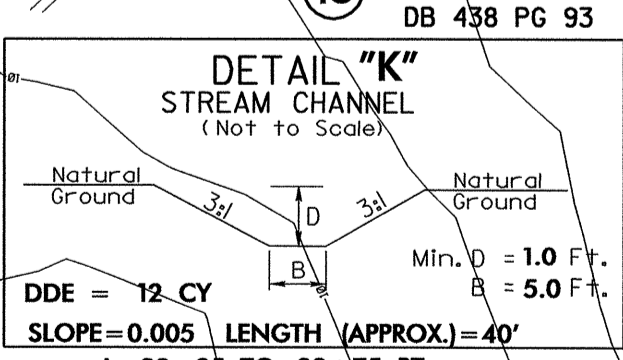 DB 438 PG 93
DETAIL "K"
STREAM CHANNEL
(Not to Scale)
Natural
Ground
3:1
D
3:1
Natural
Ground
B
Min. D = 1.0 Ft.
B = 5.0 Ft.
DDE = 12 CY
SLOPE=0.005 LENGTH (APPROX.)=40'